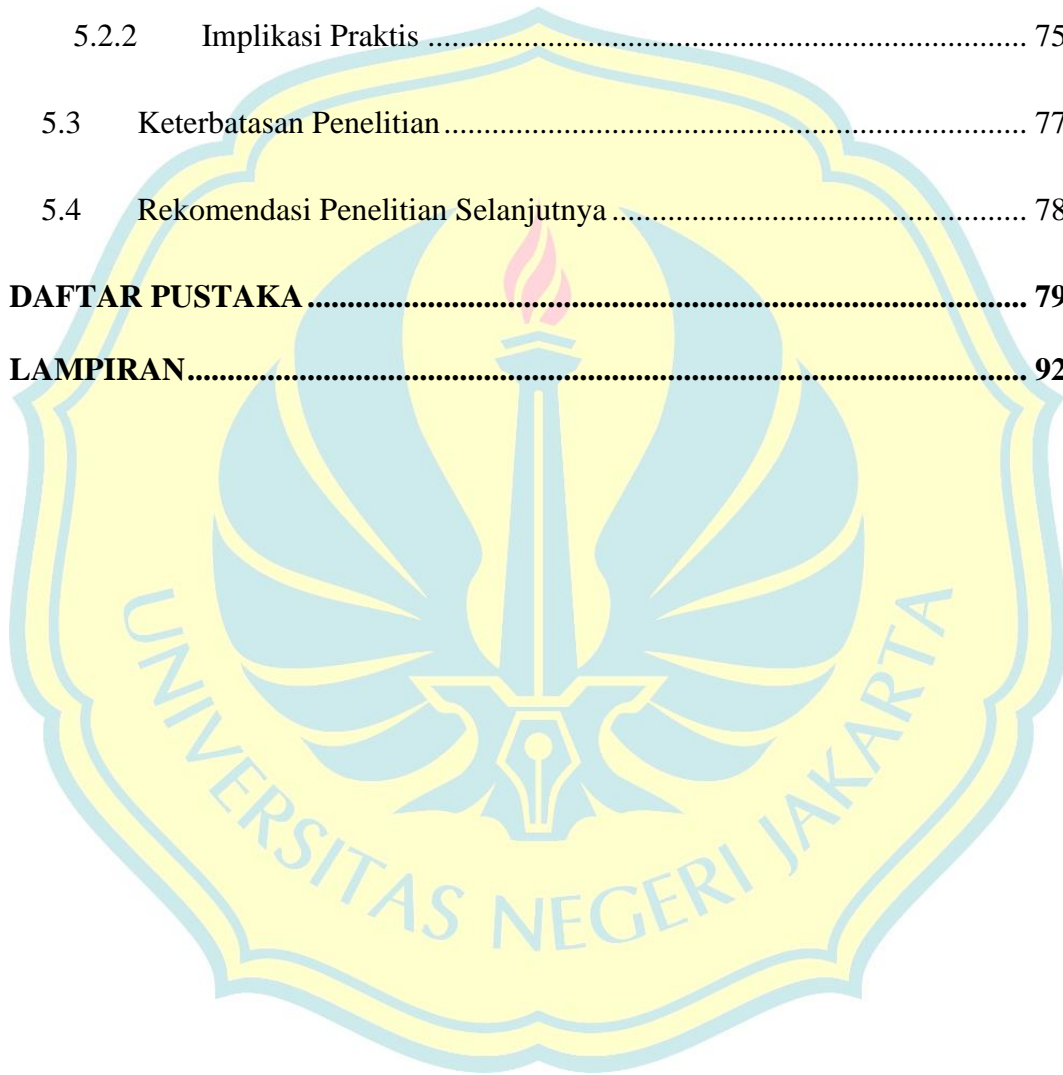 5.2.2 Implikasi Praktis ........................................................................... 75
5.3 Keterbatasan Penelitian ......................................................................... 77
5.4 Rekomendasi Penelitian Selanjutnya .................................................... 78
DAFTAR PUSTAKA .......................................................................................... 79
LAMPIRAN......................................................................................................... 92
UNIVERSITAS NEGERI JAKARTA